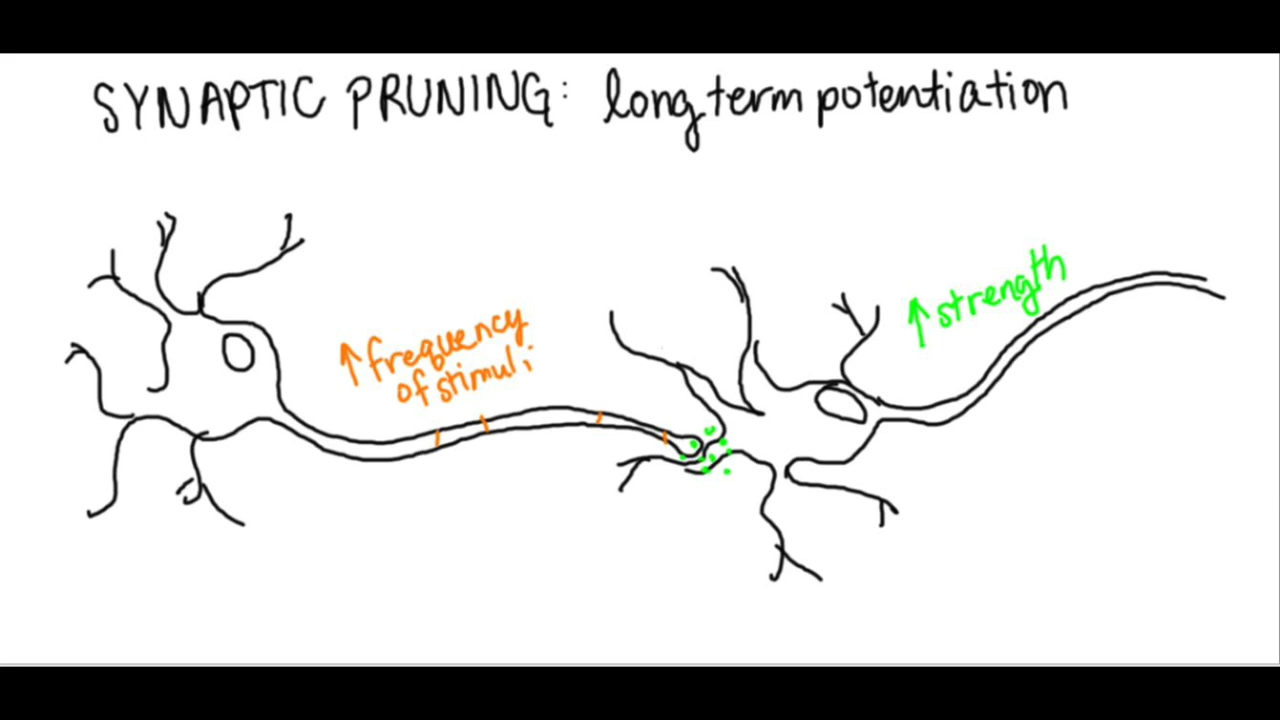 SYNAPTIC PRUNING: long term potentiation
↑ frequency
of stimuli
↑ strength